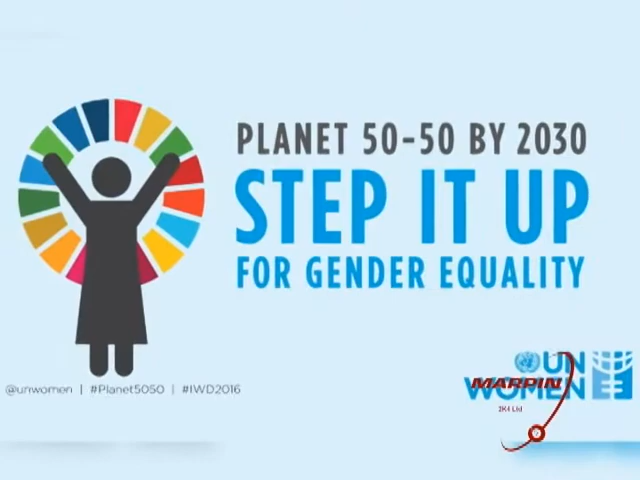 PLANET 50-50 BY 2030
STEP IT UP
FOR GENDER EQUALITY
@unwomen | #Planet5050 | #IWD2016
UN
WOMEN
MARPIN
2K4 Ltd